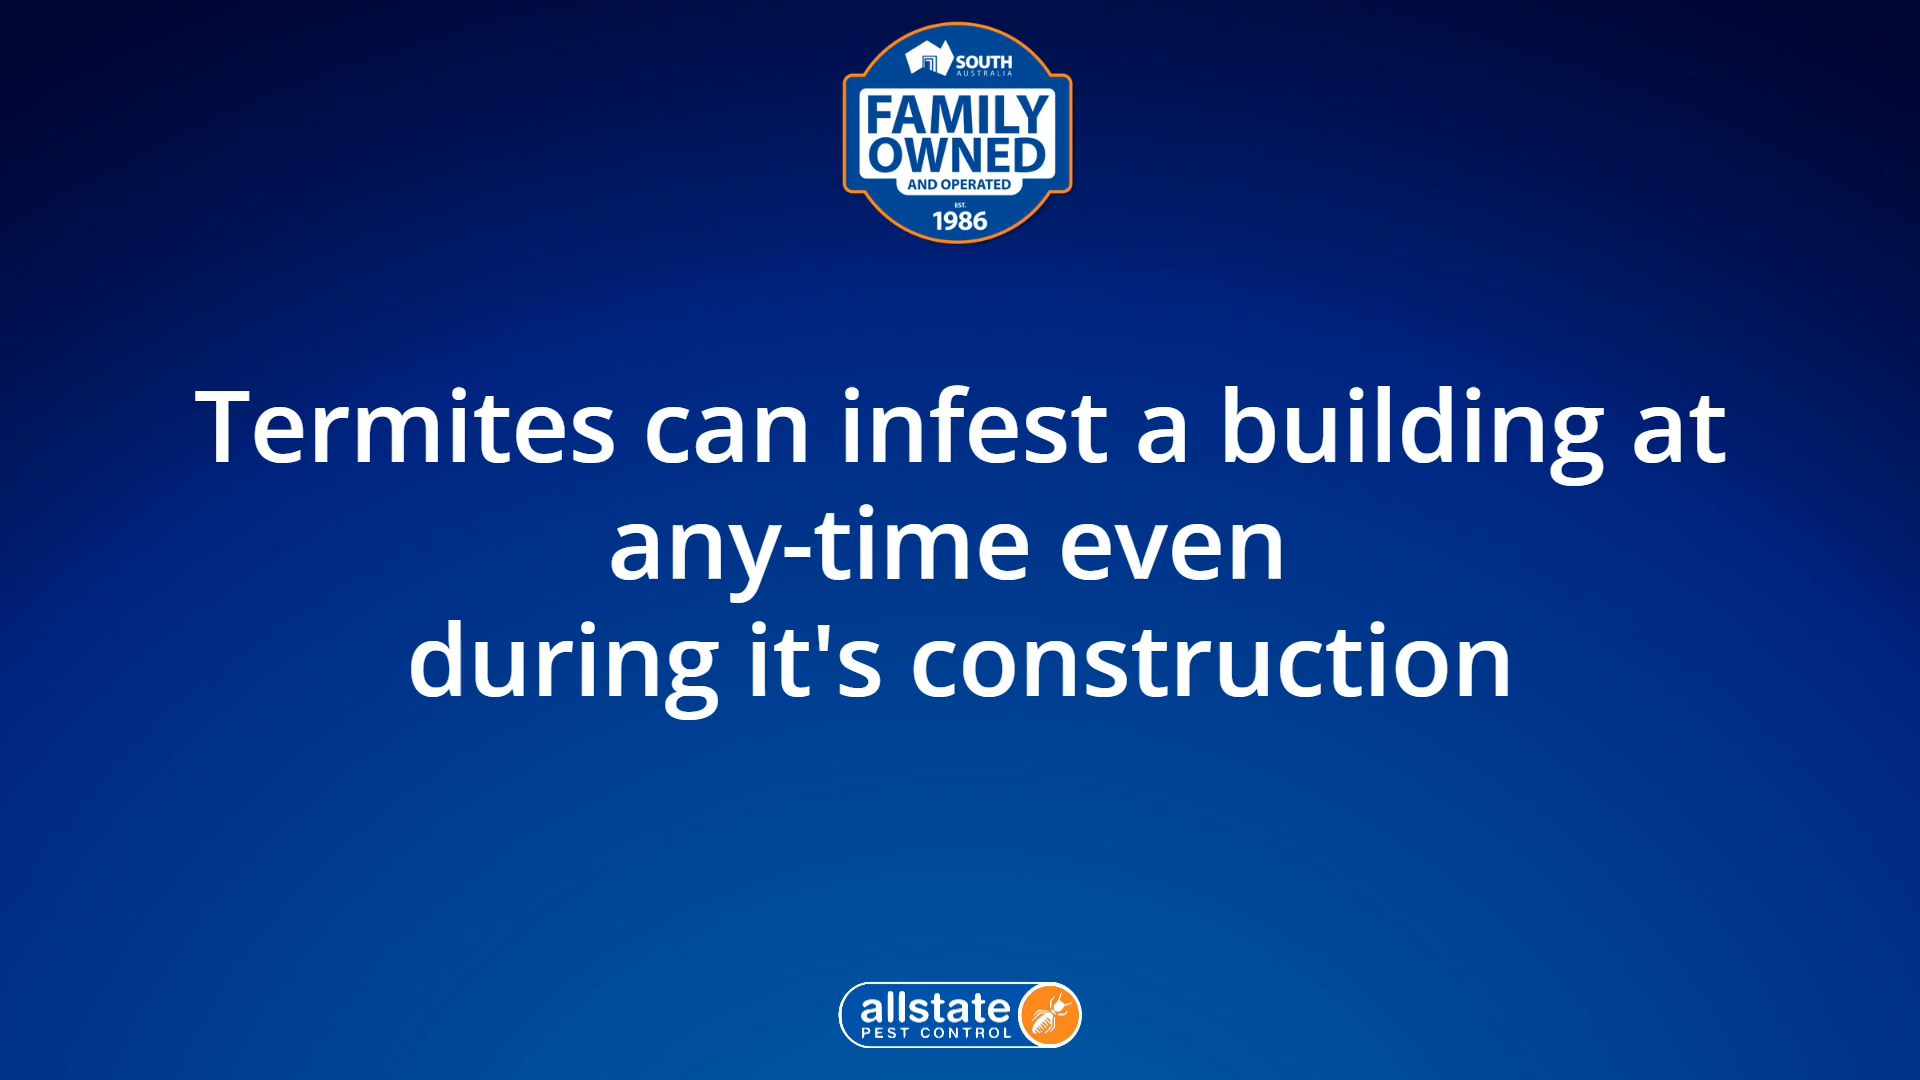 SOUTH
AUSTRALIA
FAMILY
OWNED
AND OPERATED
EST.
1986
Termites can infest a building at
any-time even
during it's construction
allstate
PEST CONTROL